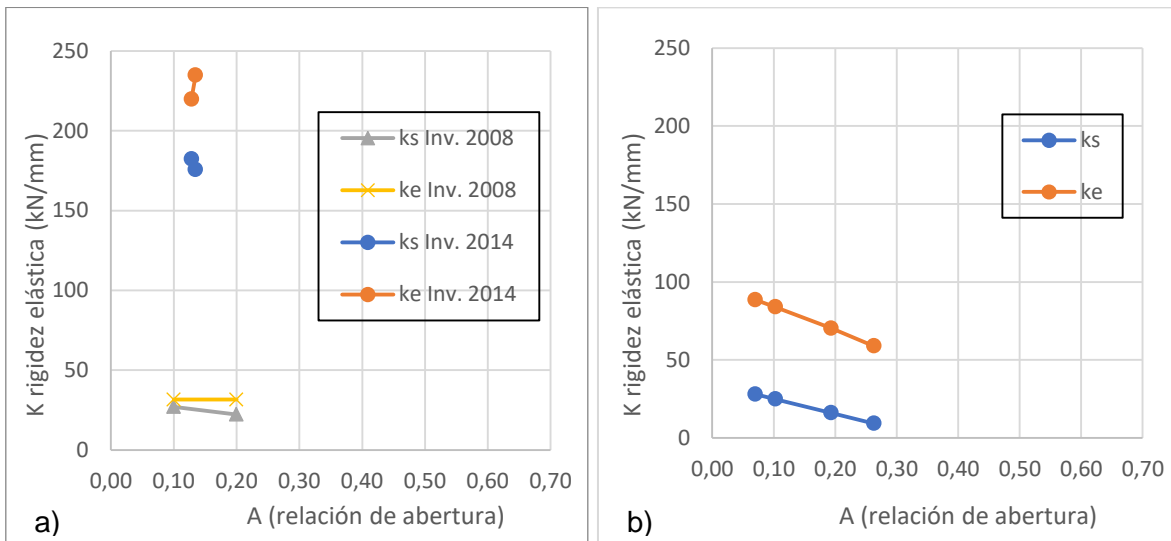 250
200
150
100
50
0
K rigidez elástica (kN/mm)
ks Inv. 2008
ke Inv. 2008
ks Inv. 2014
ke Inv. 2014
0,00 0,10 0,20 0,30 0,40 0,50 0,60 0,70
A (relación de abertura)
a)
250
200
150
100
50
0
K rigidez elástica (kN/mm)
ks
ke
0,00 0,10 0,20 0,30 0,40 0,50 0,60 0,70
A (relación de abertura)
b)